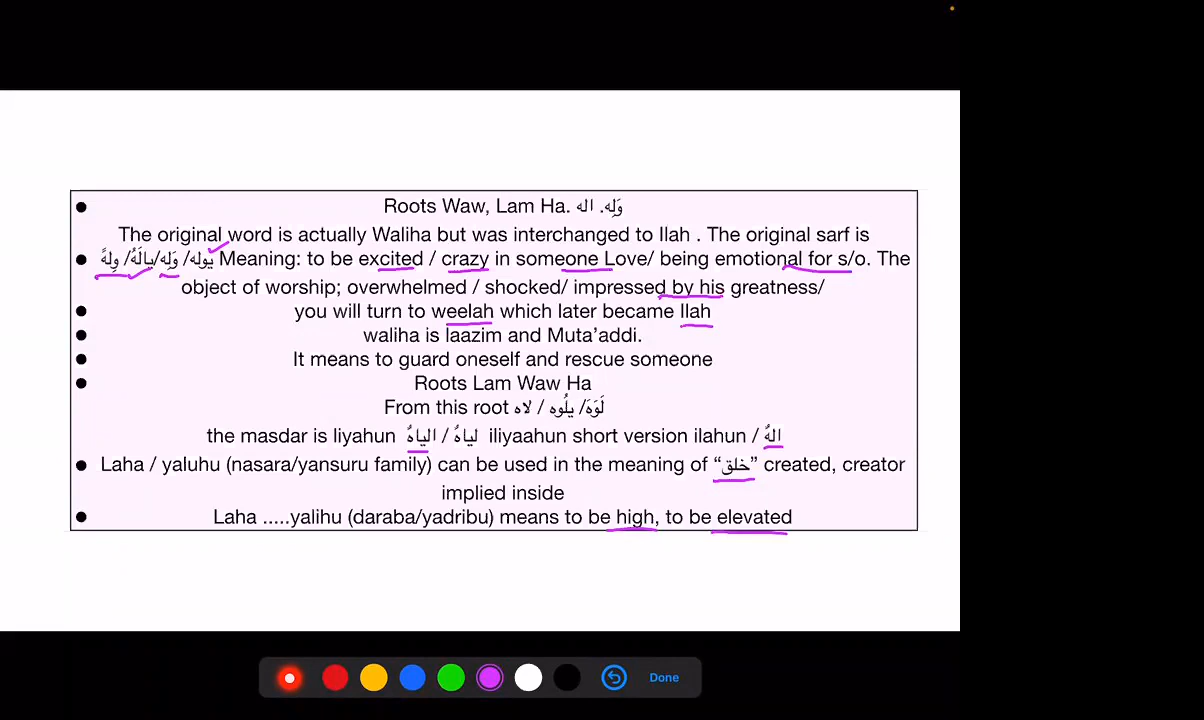 Roots Waw, Lam Ha. وَلِه. اله
The original word is actually Waliha but was interchanged to Ilah . The original sarf is
يوله/ وَلِه/يالَهُ/ وِلهً Meaning: to be excited / crazy in someone Love/ being emotional for s/o. The
object of worship; overwhelmed / shocked/ impressed by his greatness/
you will turn to weelah which later became Ilah
waliha is laazim and Muta’addi.
It means to guard oneself and rescue someone
Roots Lam Waw Ha
From this root لَوَهَ/ يلُوه / لاه
the masdar is liyahun لياهُ / الياهُ iliyaahun short version ilahun / الهُ
Laha / yaluhu (nasara/yansuru family) can be used in the meaning of “خلق” created, creator
implied inside
Laha .....yalihu (daraba/yadribu) means to be high, to be elevated
Done